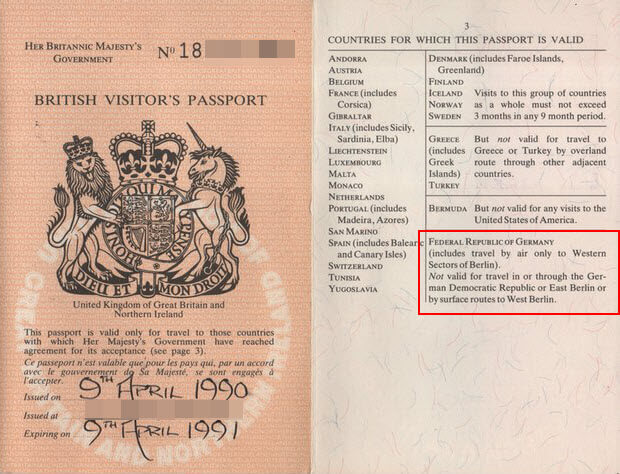 HER BRITANNIC MAJESTY'S
GOVERNMENT
Nº 18
BRITISH VISITOR'S PASSPORT
HONI SOIT QUI MAL Y PENSE
DIEU ET MON DROIT
United Kingdom of Great Britain and
Northern Ireland
This passport is valid only for travel to those countries
with which Her Majesty's Government have reached
agreement for its acceptance (see page 3).
Ce passeport n'est valable que pour les pays qui, par un accord
avec le gouvernement de Sa Majesté, se sont engagés à
l'accepter.
Issued on 9TH APRIL 1990
Issued at
Expiring on 9TH APRIL 1991
3
COUNTRIES FOR WHICH THIS PASSPORT IS VALID
ANDORRA
AUSTRIA
BELGIUM
FRANCE (includes
Corsica)
GIBRALTAR
ITALY (includes Sicily,
Sardinia, Elba)
LIECHTENSTEIN
LUXEMBOURG
MALTA
MONACO
NETHERLANDS
PORTUGAL (includes
Madeira, Azores)
SAN MARINO
SPAIN (includes Balearic
and Canary Isles)
SWITZERLAND
TUNISIA
YUGOSLAVIA
DENMARK (includes Faroe Islands,
Greenland)
FINLAND
ICELAND Visits to this group of countries
NORWAY as a whole must not exceed
SWEDEN 3 months in any 9 month period.
GREECE But not valid for travel to
(includes Greece or Turkey by overland
Greek route through other adjacent
Islands) countries.
TURKEY
BERMUDA But not valid for any visits to the
United States of America.
FEDERAL REPUBLIC OF GERMANY
(includes travel by air only to Western
Sectors of Berlin).
Not valid for travel in or through the Ger-
man Democratic Republic or East Berlin or
by surface routes to West Berlin.